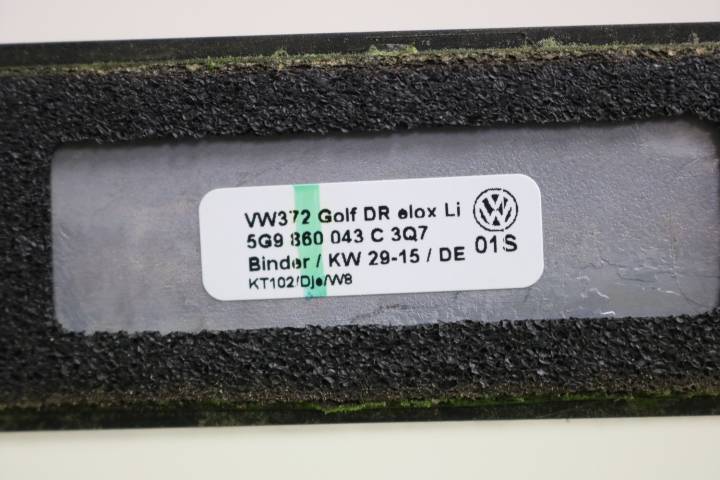 VW372 Golf DR elox Li
5G9 860 043 C 3Q7
01S
Binder / KW 29-15 / DE
KT102/Dje/W8